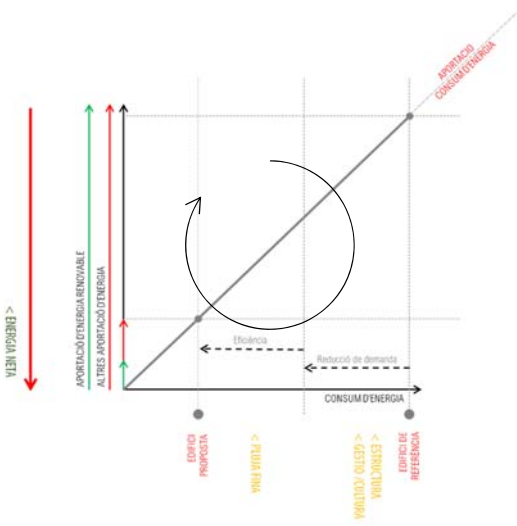 APORTACIÓ
CONSUM D'ENERGIA
< ENERGIA NETA
APORTACIÓ D'ENERGIA RENOVABLE
ALTRES APORTACIÓ D'ENERGIA
Eficiència
Reducció de demanda
CONSUM D'ENERGIA
EDIFICI
PROPOSTA
< PLUJA FINA
< ESTRUCTURA
< GESTIÓ /CULTURA
EDIFICI DE
REFERÈNCIA